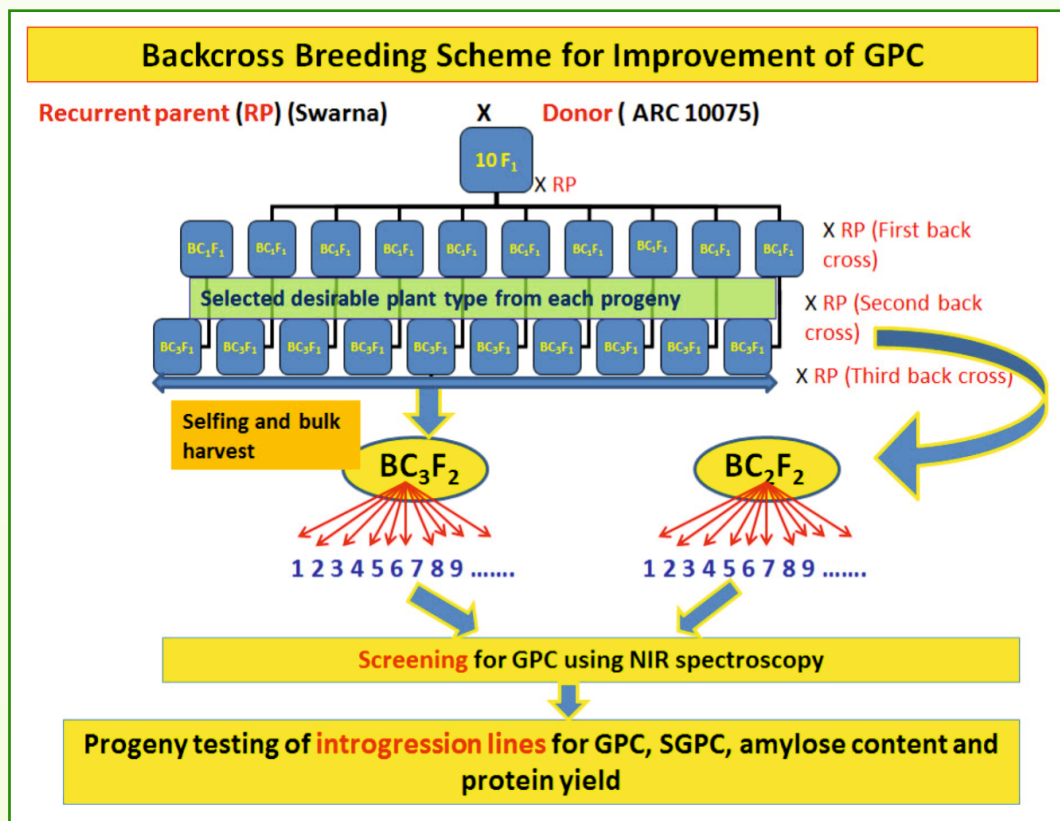 Backcross Breeding Scheme for Improvement of GPC
Recurrent parent (RP) (Swarna) X Donor ( ARC 10075)
10 F₁
X RP
BC₁F₁ BC₁F₁ BC₁F₁ BC₁F₁ BC₁F₁ BC₁F₁ BC₁F₁ BC₁F₁ BC₁F₁ BC₁F₁
X RP (First back
cross)
Selected desirable plant type from each progeny
X RP (Second back
cross)
BC₃F₁ BC₃F₁ BC₃F₁ BC₃F₁ BC₃F₁ BC₃F₁ BC₃F₁ BC₃F₁ BC₃F₁ BC₃F₁
X RP (Third back cross)
Selfing and bulk
harvest
BC₃F₂ BC₂F₂
1 2 3 4 5 6 7 8 9 ....... 1 2 3 4 5 6 7 8 9 .......
Screening for GPC using NIR spectroscopy
Progeny testing of introgression lines for GPC, SGPC, amylose content and
protein yield